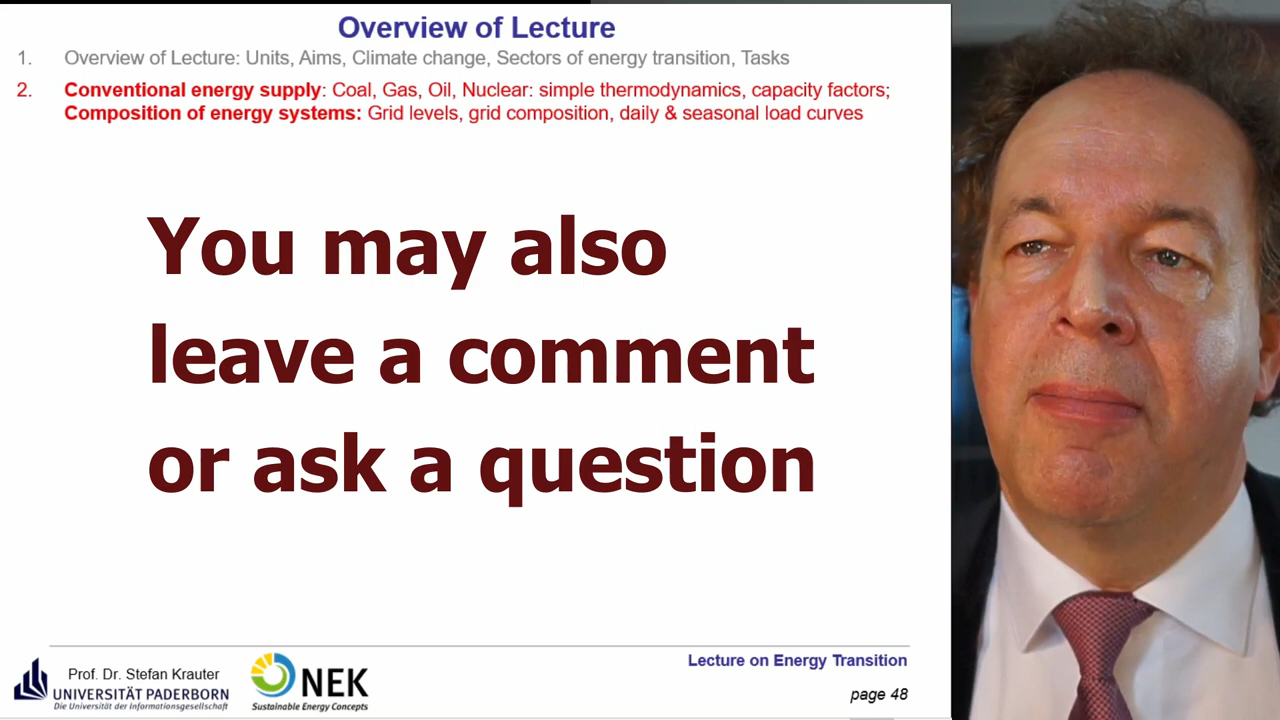 Overview of Lecture
1. Overview of Lecture: Units, Aims, Climate change, Sectors of energy transition, Tasks
2. Conventional energy supply: Coal, Gas, Oil, Nuclear: simple thermodynamics, capacity factors;
Composition of energy systems: Grid levels, grid composition, daily & seasonal load curves
You may also
leave a comment
or ask a question
Prof. Dr. Stefan Krauter
UNIVERSITÄT PADERBORN
Die Universität der Informationsgesellschaft
NEK
Sustainable Energy Concepts
Lecture on Energy Transition
page 48